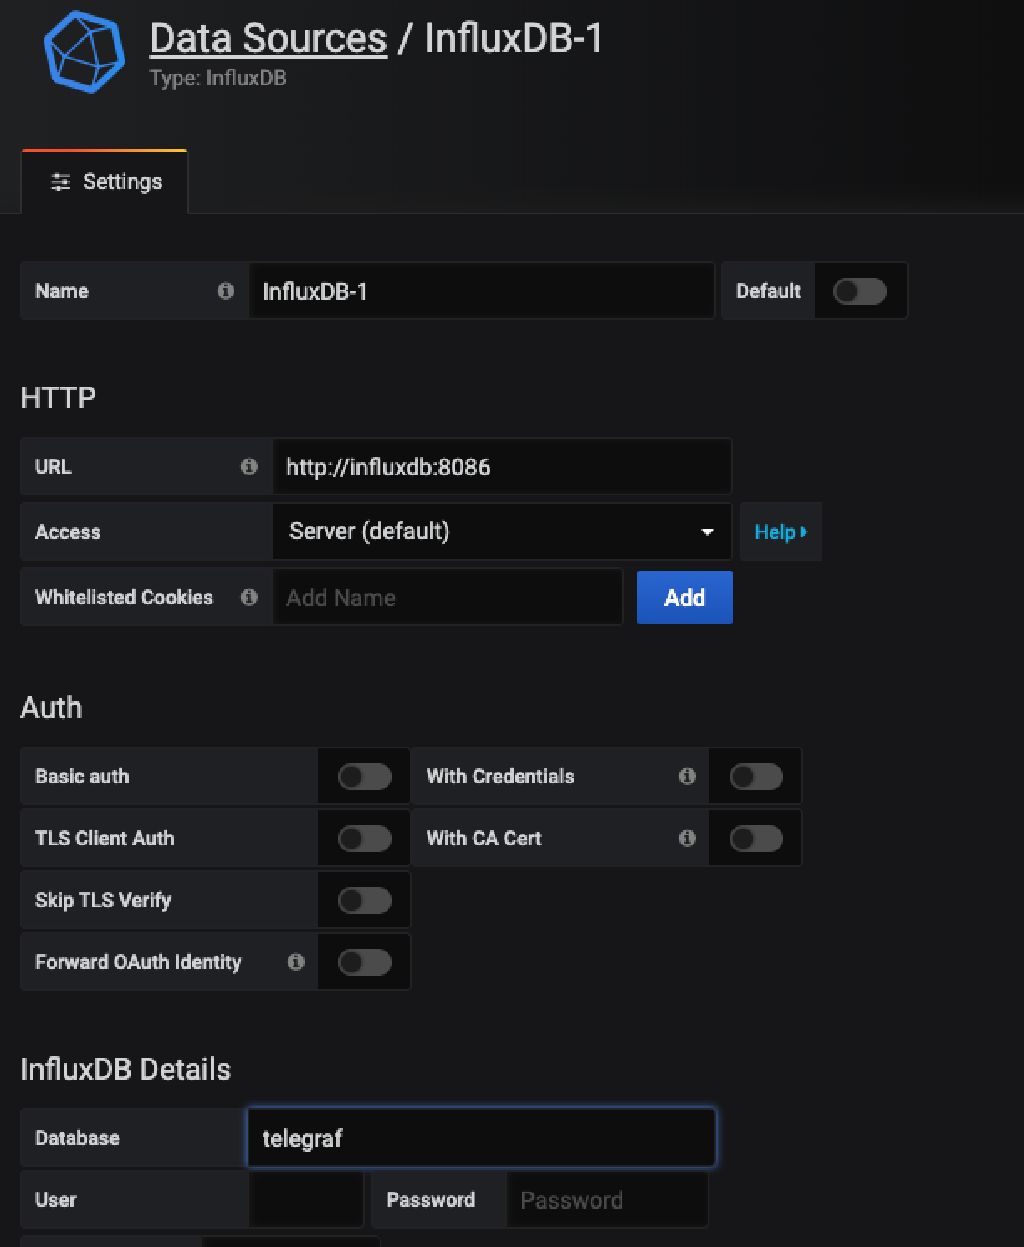 Data Sources / InfluxDB-1
Type: InfluxDB
Settings
Name InfluxDB-1 Default
HTTP
URL http://influxdb:8086
Access Server (default) Help
Whitelisted Cookies Add Name Add
Auth
Basic auth With Credentials
TLS Client Auth With CA Cert
Skip TLS Verify
Forward OAuth Identity
InfluxDB Details
Database telegraf
User Password Password